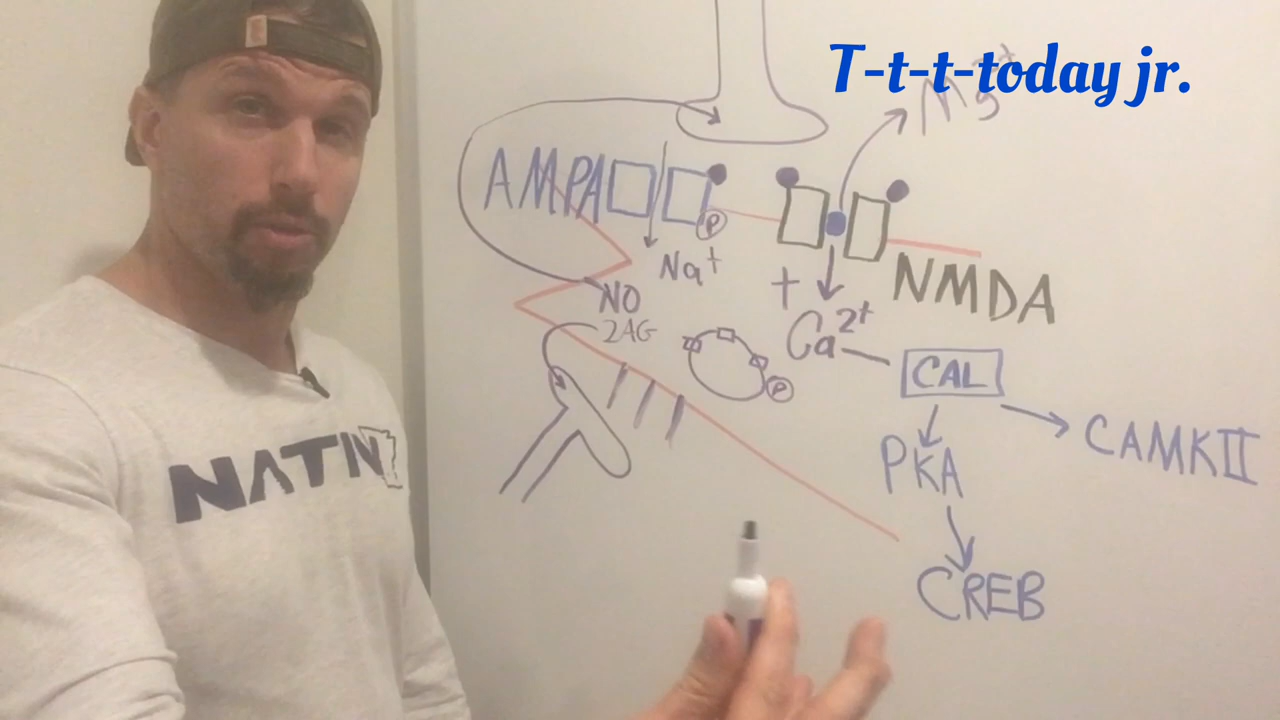 T-t-t-today jr.
Mg2+
AMPA
P
Na+
NMDA
NO
2AG
+
Ca2+
P
CAL
PKA
CAMKII
CREB
NATIV